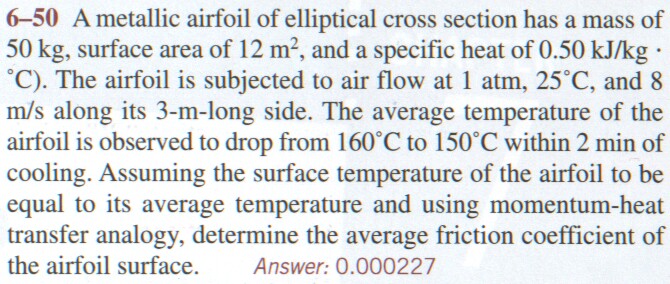 6–50 A metallic airfoil of elliptical cross section has a mass of
50 kg, surface area of 12 m², and a specific heat of 0.50 kJ/kg ·
°C). The airfoil is subjected to air flow at 1 atm, 25°C, and 8
m/s along its 3-m-long side. The average temperature of the
airfoil is observed to drop from 160°C to 150°C within 2 min of
cooling. Assuming the surface temperature of the airfoil to be
equal to its average temperature and using momentum-heat
transfer analogy, determine the average friction coefficient of
the airfoil surface. Answer: 0.000227